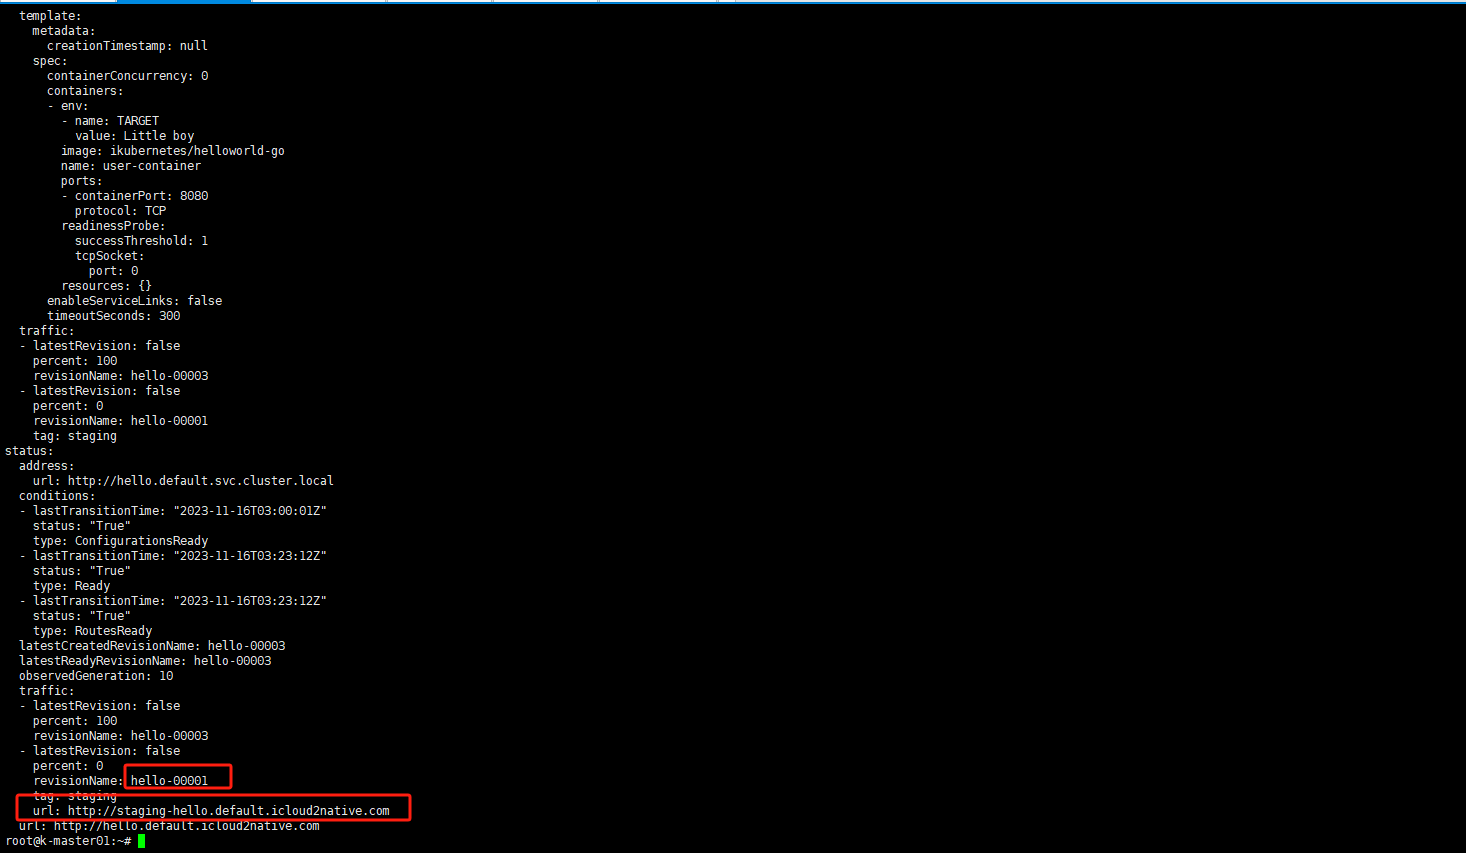 template:
    metadata:
      creationTimestamp: null
    spec:
      containerConcurrency: 0
      containers:
      - env:
        - name: TARGET
          value: Little boy
        image: ikubernetes/helloworld-go
        name: user-container
        ports:
        - containerPort: 8080
          protocol: TCP
        readinessProbe:
          successThreshold: 1
          tcpSocket:
            port: 0
        resources: {}
      enableServiceLinks: false
      timeoutSeconds: 300
  traffic:
  - latestRevision: false
    percent: 100
    revisionName: hello-00003
  - latestRevision: false
    percent: 0
    revisionName: hello-00001
    tag: staging
status:
  address:
    url: http://hello.default.svc.cluster.local
  conditions:
  - lastTransitionTime: "2023-11-16T03:00:01Z"
    status: "True"
    type: ConfigurationsReady
  - lastTransitionTime: "2023-11-16T03:23:12Z"
    status: "True"
    type: Ready
  - lastTransitionTime: "2023-11-16T03:23:12Z"
    status: "True"
    type: RoutesReady
  latestCreatedRevisionName: hello-00003
  latestReadyRevisionName: hello-00003
  observedGeneration: 10
  traffic:
  - latestRevision: false
    percent: 100
    revisionName: hello-00003
  - latestRevision: false
    percent: 0
    revisionName: hello-00001
    tag: staging
    url: http://staging-hello.default.icloud2native.com
  url: http://hello.default.icloud2native.com
root@k-master01:~#